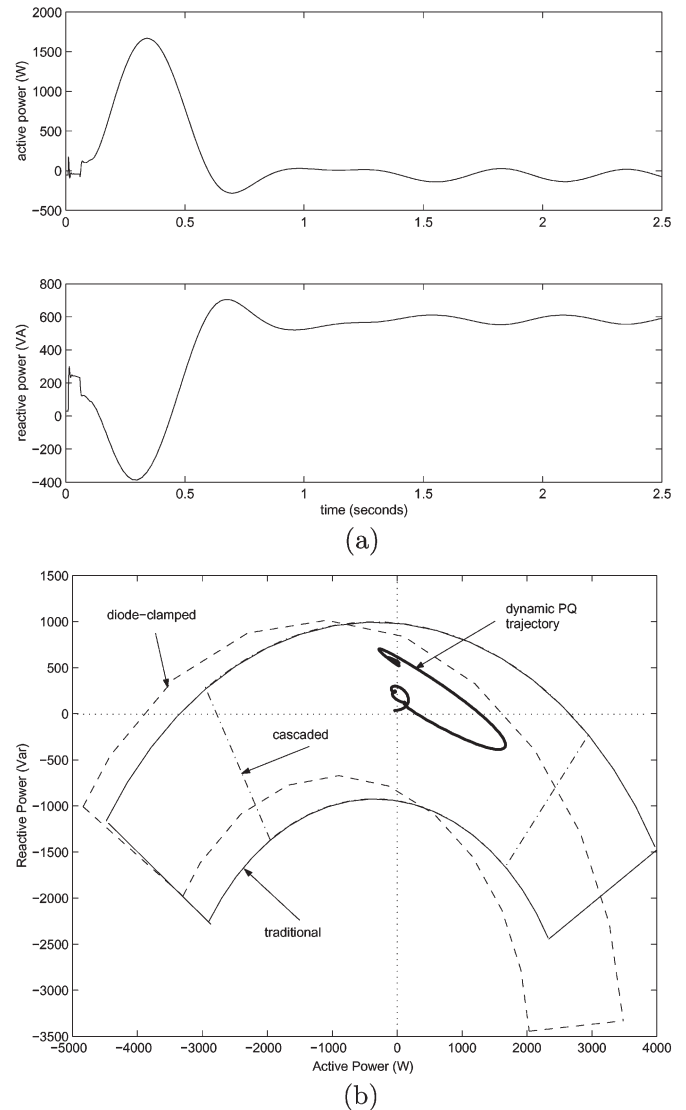 2000
1500
1000
500
0
−500
active power (W)
0 0.5 1 1.5 2 2.5
800
600
400
200
0
−200
−400
reactive power (VA)
0 0.5 1 1.5 2 2.5
time (seconds)
(a)
1500
1000
500
0
−500
−1000
−1500
−2000
−2500
−3000
−3500
Reactive Power (Var)
diode−clamped
dynamic PQ
trajectory
cascaded
traditional
−5000 −4000 −3000 −2000 −1000 0 1000 2000 3000 4000
Active Power (W)
(b)